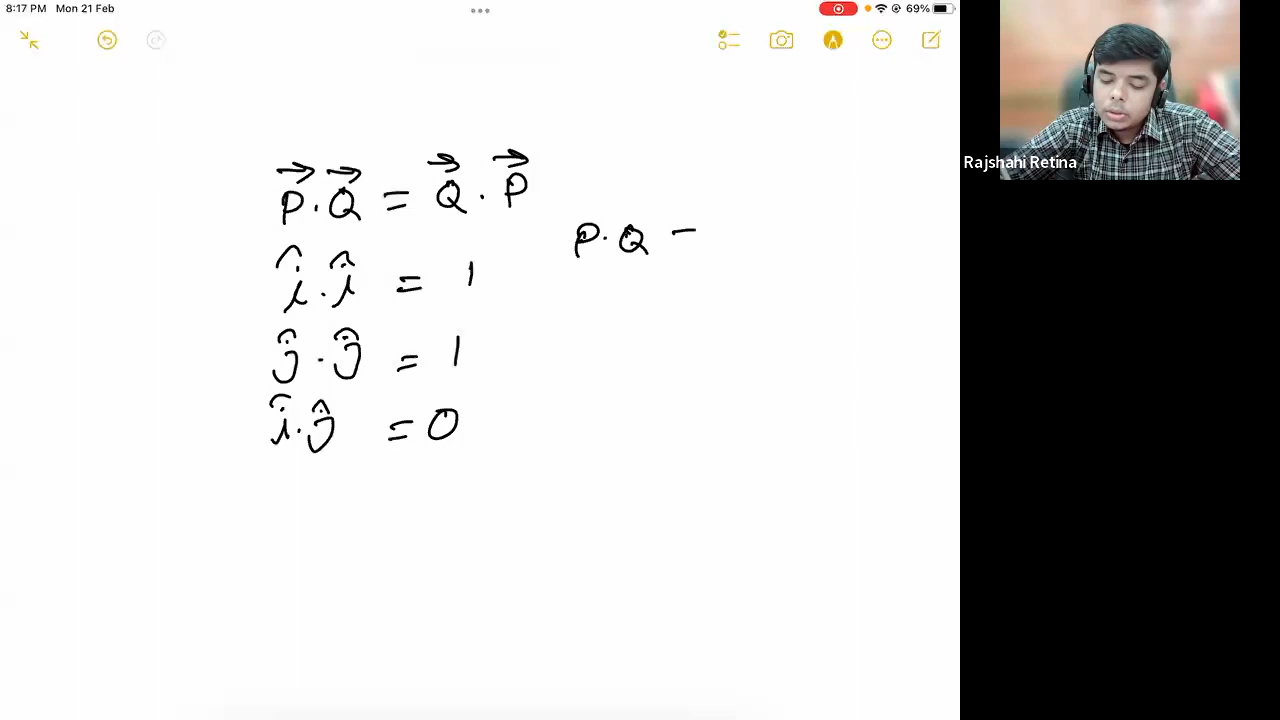 8:17 PM Mon 21 Feb
69%
Rajshahi Retina
P⃗ . Q⃗ = Q⃗ . P⃗
P . Q -
î . î = 1
ĵ . ĵ = 1
î . ĵ = 0